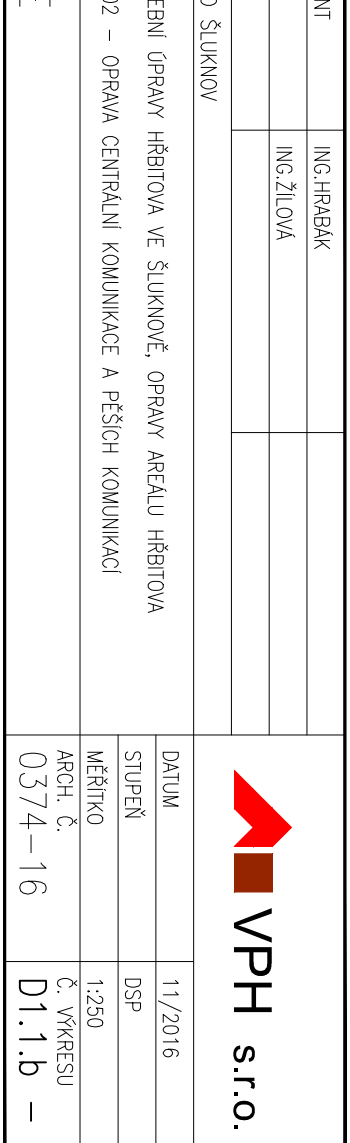 NT ING.HRABÁK
ING.ŽÍLOVÁ
O ŠLUKNOV
EBNÍ ÚPRAVY HŘBITOVA VE ŠLUKNOVĚ, OPRAVY AREÁLU HŘBITOVA
02 – OPRAVA CENTRÁLNÍ KOMUNIKACE A PĚŠÍCH KOMUNIKACÍ
VPH s.r.o.
DATUM 11/2016
STUPEŇ DSP
MĚŘÍTKO 1:250
ARCH. Č. Č. VÝKRESU
0374–16 D1.1.b –